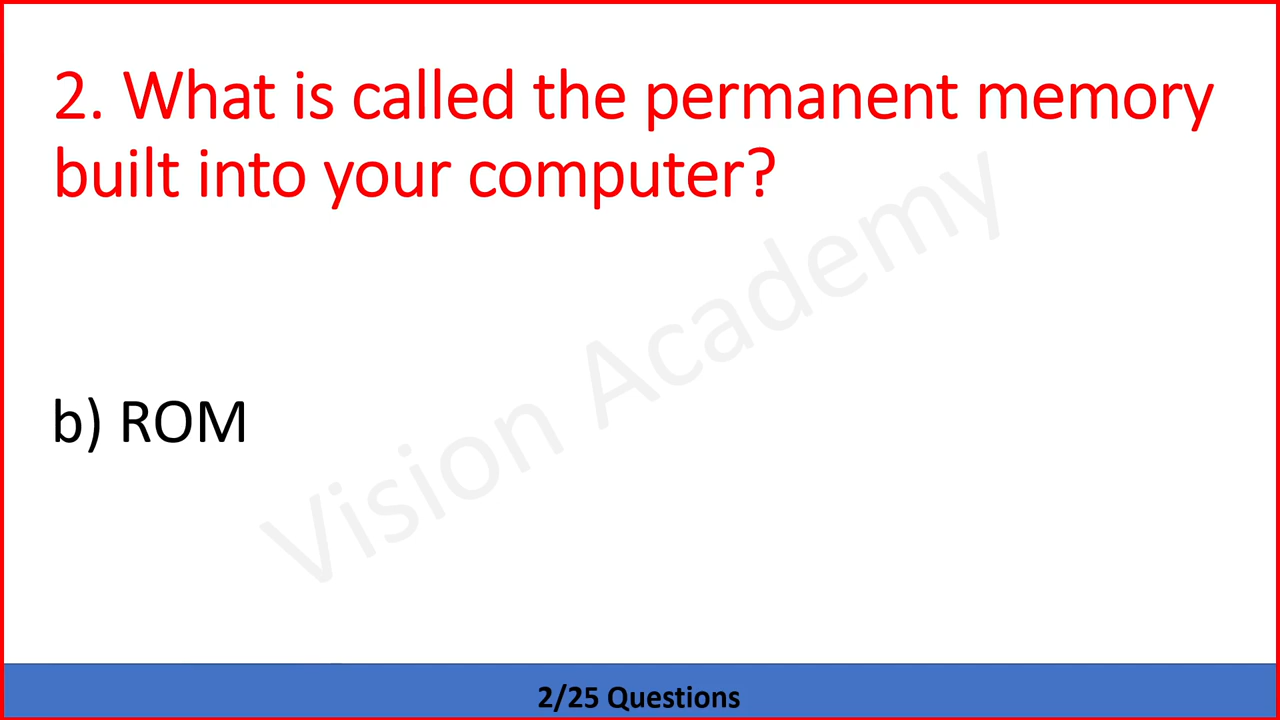 2. What is called the permanent memory
built into your computer?
Vision Academy
b) ROM
2/25 Questions